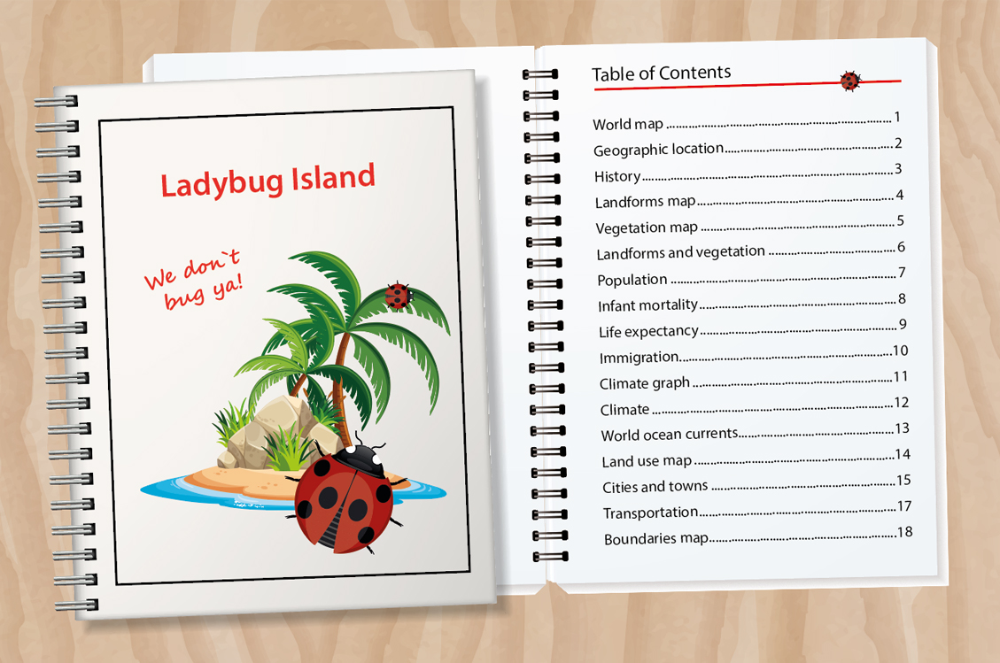 Ladybug Island
We don`t
bug ya!
Table of Contents
World map ........................................................ 1
Geographic location........................................... 2
History................................................................ 3
Landforms map.................................................. 4
Vegetation map ................................................. 5
Landforms and vegetation ................................. 6
Population ......................................................... 7
Infant mortality.................................................. 8
Life expectancy.................................................. 9
Immigration.......................................................10
Climate graph ....................................................11
Climate ..............................................................12
World ocean currents.........................................13
Land use map ....................................................14
Cities and towns ................................................15
Transportation...................................................17
Boundaries map.................................................18